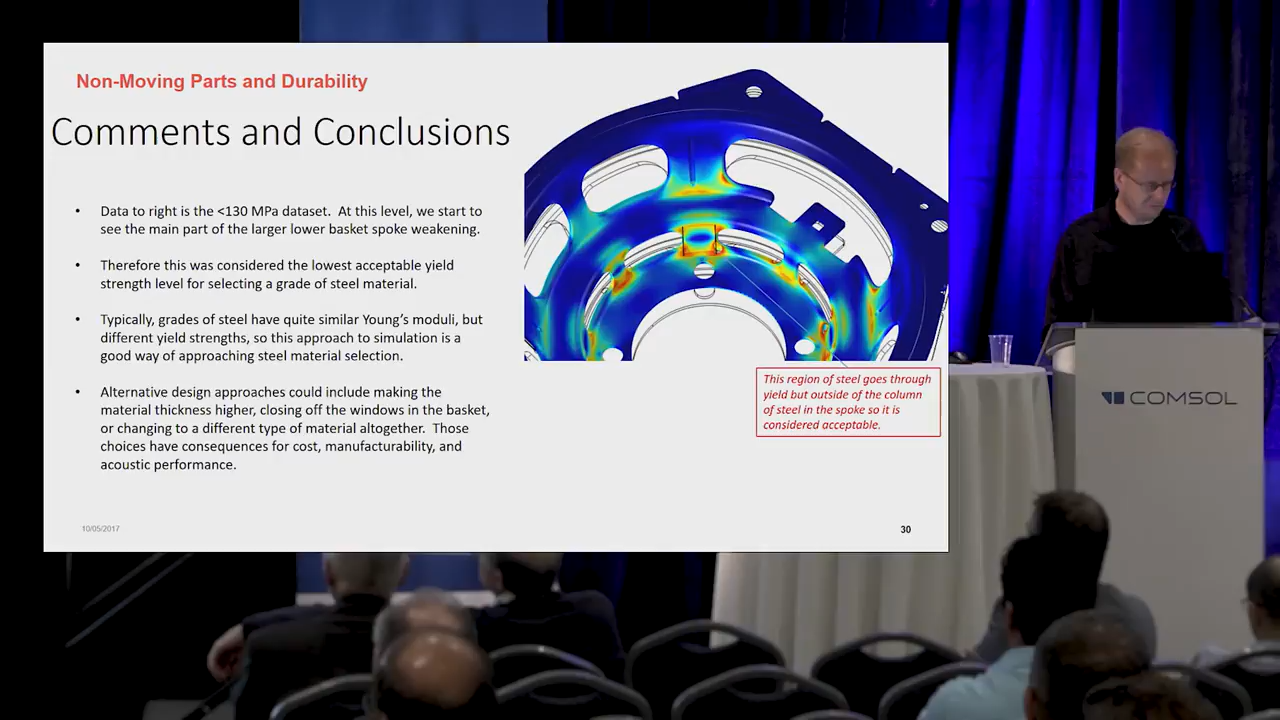 Non-Moving Parts and Durability
Comments and Conclusions
• Data to right is the <130 MPa dataset. At this level, we start to
see the main part of the larger lower basket spoke weakening.
• Therefore this was considered the lowest acceptable yield
strength level for selecting a grade of steel material.
• Typically, grades of steel have quite similar Young's moduli, but
different yield strengths, so this approach to simulation is a
good way of approaching steel material selection.
• Alternative design approaches could include making the
material thickness higher, closing off the windows in the basket,
or changing to a different type of material altogether. Those
choices have consequences for cost, manufacturability, and
acoustic performance.
This region of steel goes through
yield but outside of the column
of steel in the spoke so it is
considered acceptable.
10/05/2017
30
COMSOL